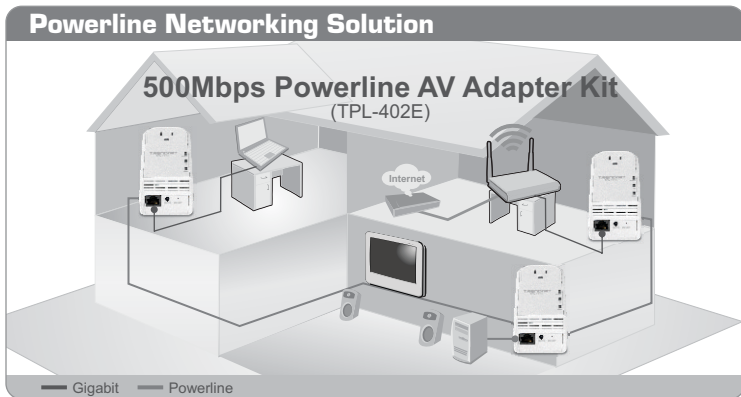 Powerline Networking Solution
500Mbps Powerline AV Adapter Kit
(TPL-402E)
Internet
Gigabit
Powerline